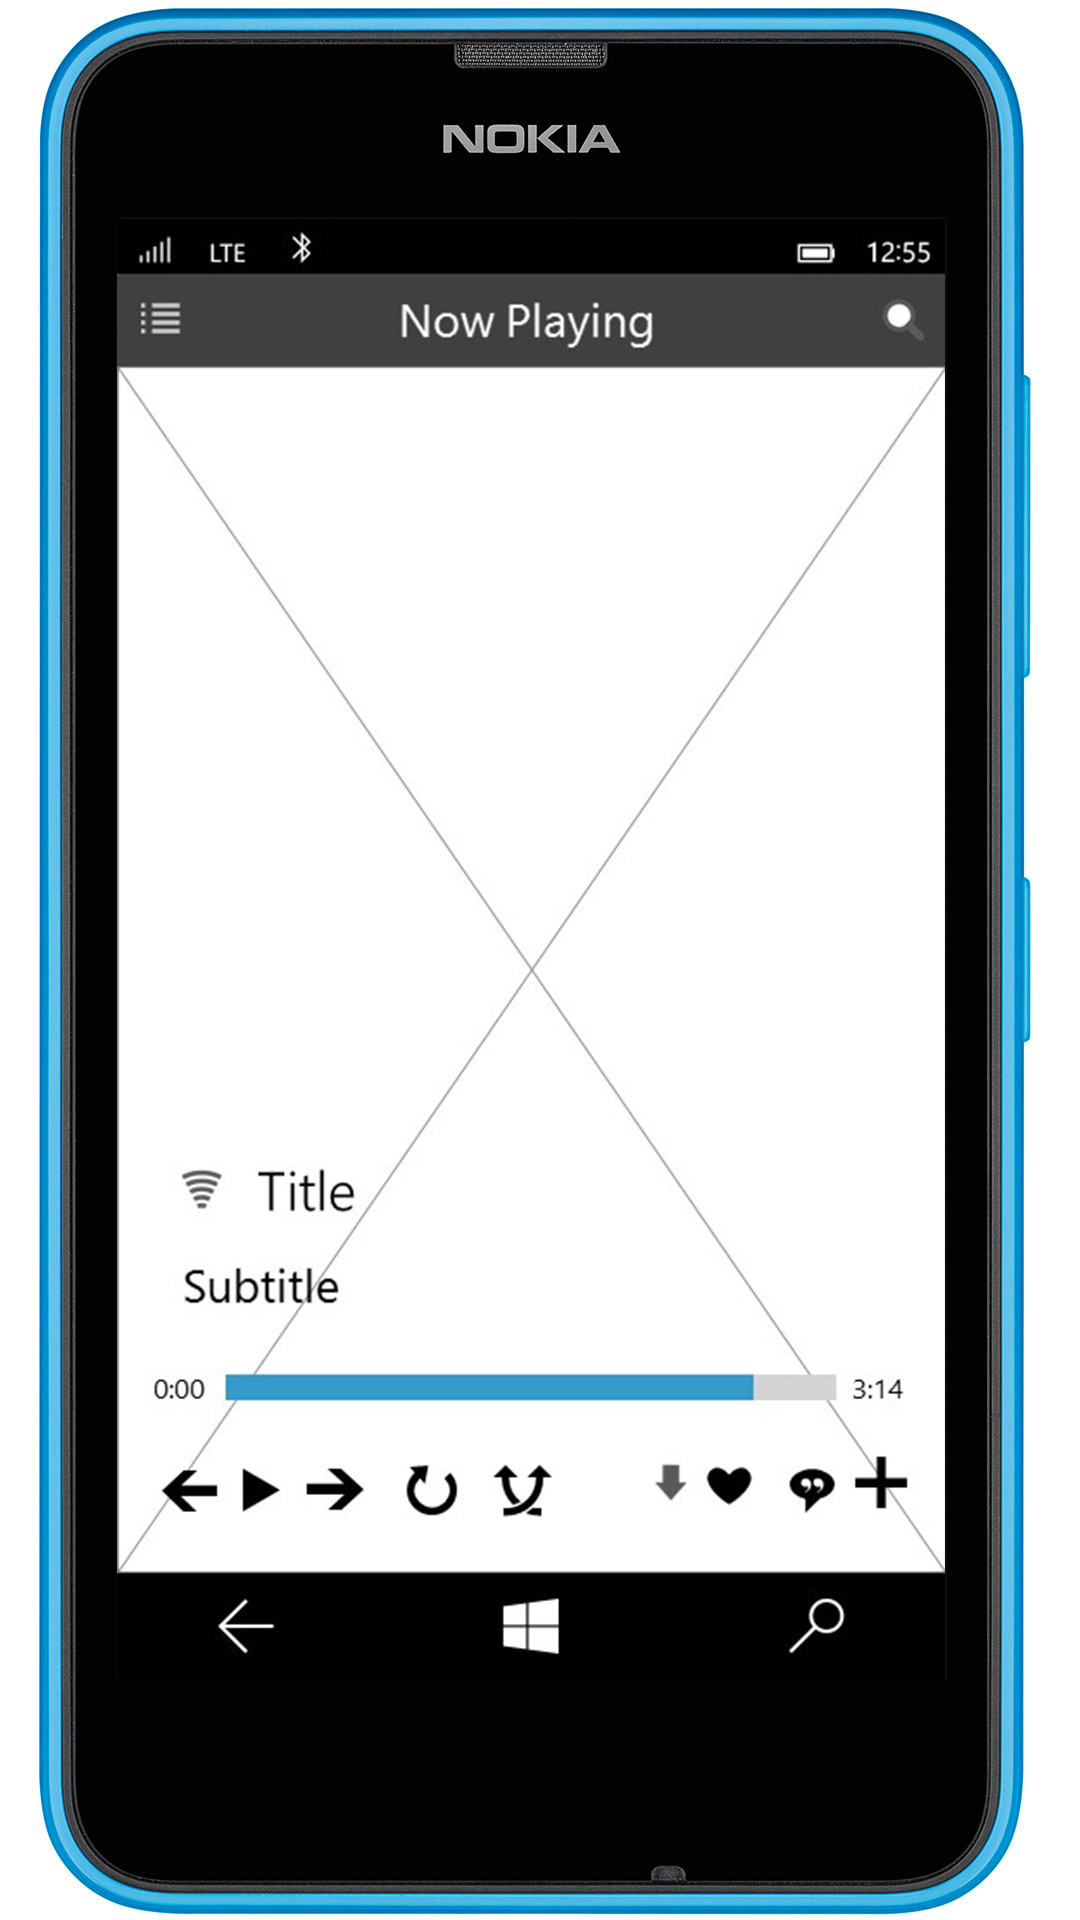 NOKIA
LTE 12:55
Now Playing
Title
Subtitle
0:00 3:14